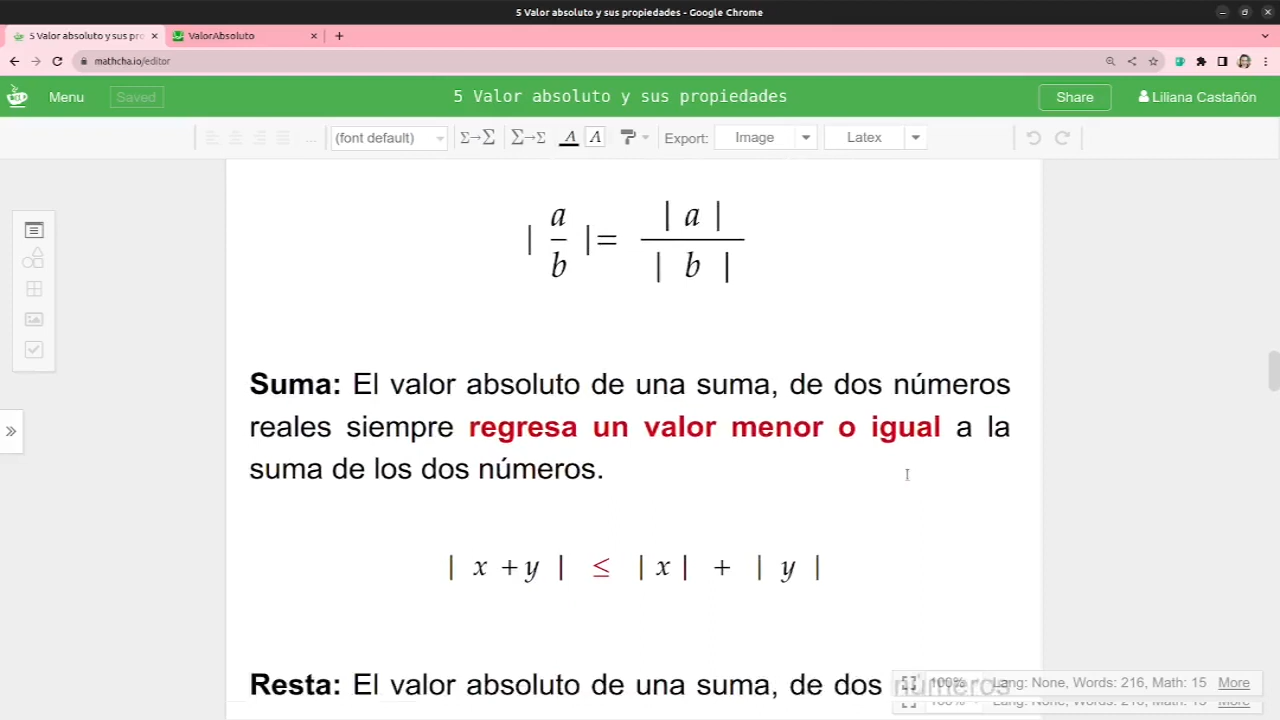 5 Valor absoluto y sus propiedades - Google Chrome
5 Valor absoluto y sus pro
ValorAbsoluto
mathcha.io/editor
Menu
Saved
5 Valor absoluto y sus propiedades
Share
Liliana Castañón
...
(font default)
Σ→Σ
Σ→Σ
A
A
Export:
Image
Latex
| a/b | = | a | / | b |
Suma: El valor absoluto de una suma, de dos números
reales siempre regresa un valor menor o igual a la
suma de los dos números.
| x + y | ≤ | x | + | y |
Resta: El valor absoluto de una suma, de dos números
100% Lang: None, Words: 216, Math: 15 More